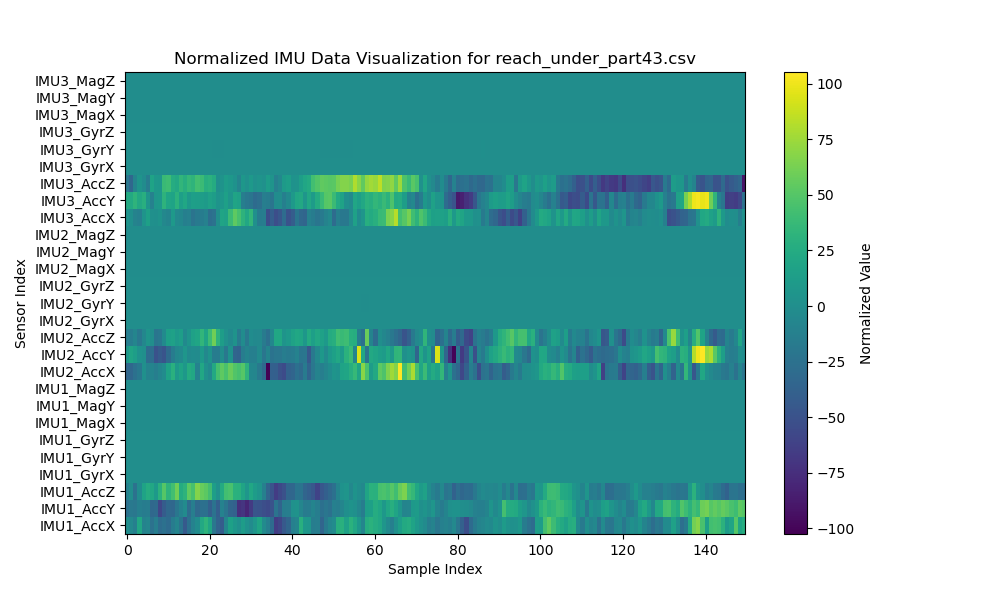 Normalized IMU Data Visualization for reach_under_part43.csv
IMU3_MagZ
IMU3_MagY
IMU3_MagX
IMU3_GyrZ
IMU3_GyrY
IMU3_GyrX
IMU3_AccZ
IMU3_AccY
IMU3_AccX
IMU2_MagZ
IMU2_MagY
IMU2_MagX
IMU2_GyrZ
IMU2_GyrY
IMU2_GyrX
IMU2_AccZ
IMU2_AccY
IMU2_AccX
IMU1_MagZ
IMU1_MagY
IMU1_MagX
IMU1_GyrZ
IMU1_GyrY
IMU1_GyrX
IMU1_AccZ
IMU1_AccY
IMU1_AccX
Sensor Index
0 20 40 60 80 100 120 140
Sample Index
100
75
50
25
0
−25
−50
−75
−100
Normalized Value